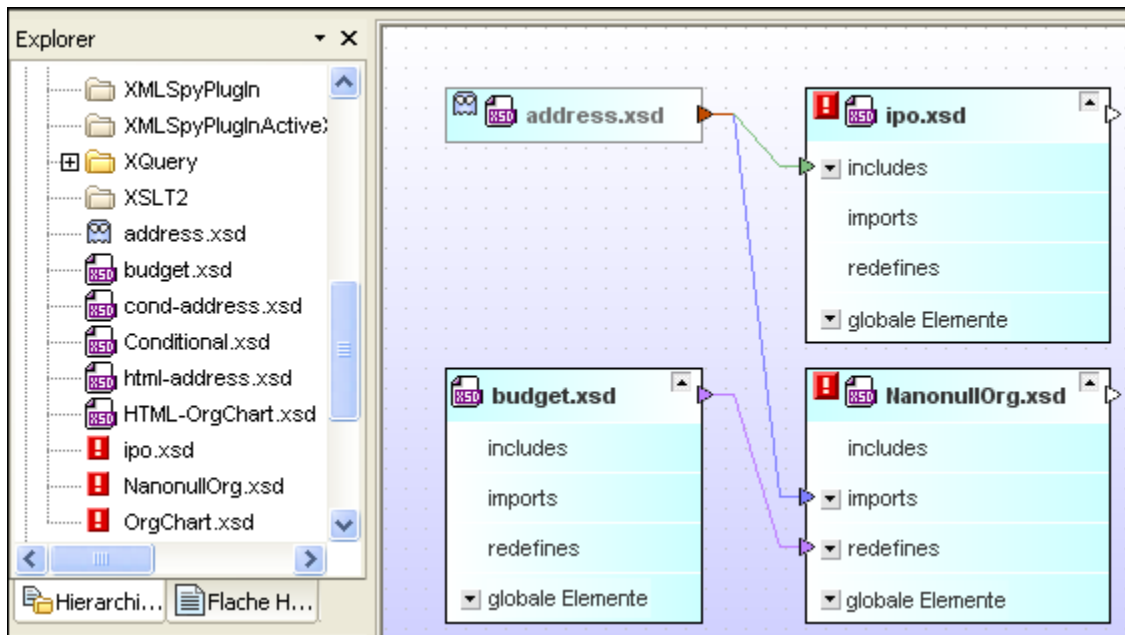 Explorer
XMLSpyPlugIn
XMLSpyPlugInActiveX
XQuery
XSLT2
address.xsd
budget.xsd
cond-address.xsd
Conditional.xsd
html-address.xsd
HTML-OrgChart.xsd
ipo.xsd
NanonullOrg.xsd
OrgChart.xsd
Hierarchi...
Flache H...
address.xsd
ipo.xsd
includes
imports
redefines
globale Elemente
budget.xsd
includes
imports
redefines
globale Elemente
NanonullOrg.xsd
includes
imports
redefines
globale Elemente